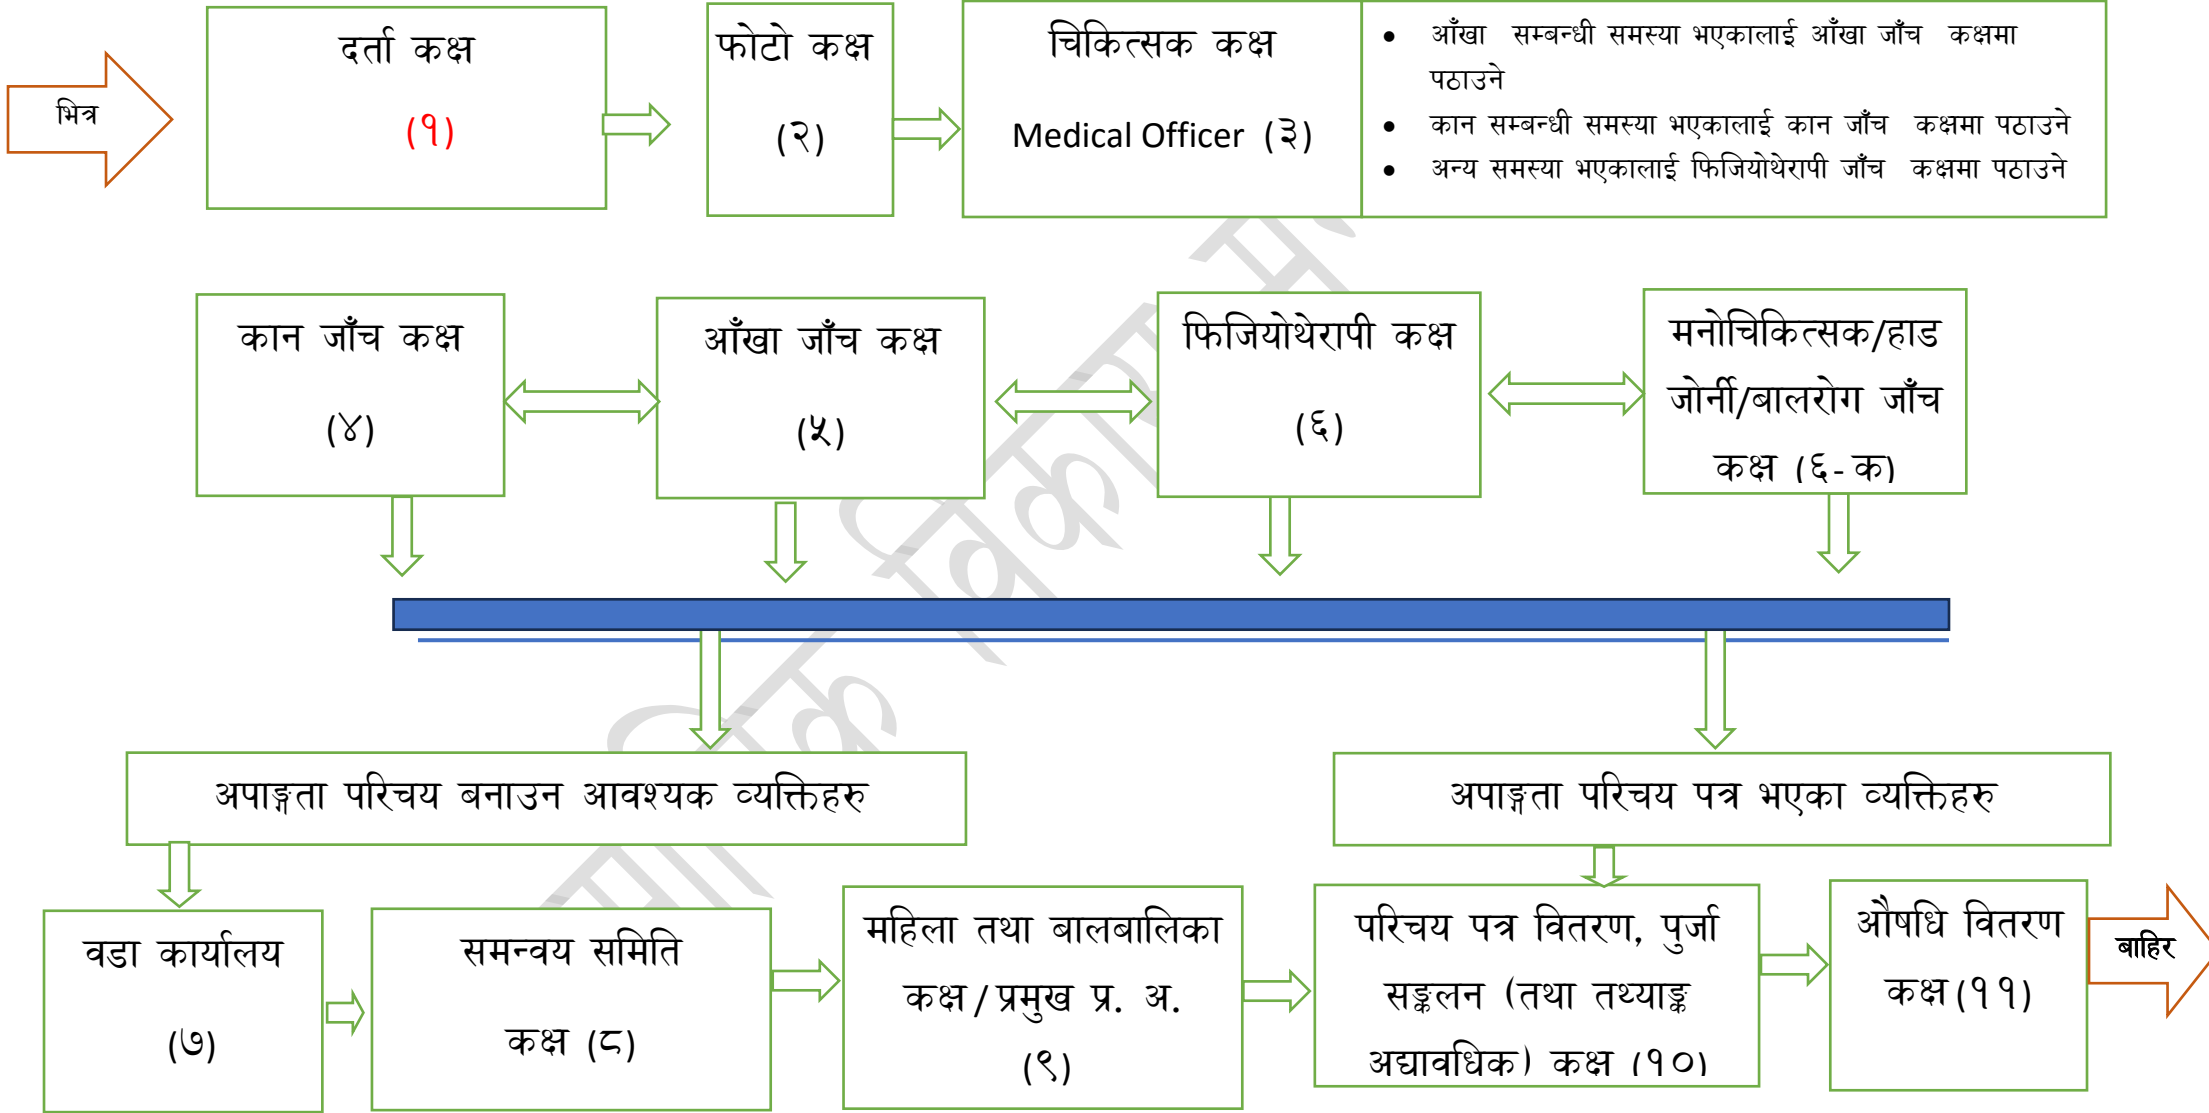 भित्र
दर्ता कक्ष
(१)
फोटो कक्ष
(२)
चिकित्सक कक्ष
Medical Officer (३)
• आँखा सम्बन्धी समस्या भएकालाई आँखा जाँच कक्षमा
पठाउने
• कान सम्बन्धी समस्या भएकालाई कान जाँच कक्षमा पठाउने
• अन्य समस्या भएकालाई फिजियोथेरापी जाँच कक्षमा पठाउने
कान जाँच कक्ष
(४)
आँखा जाँच कक्ष
(५)
फिजियोथेरापी कक्ष
(६)
मनोचिकित्सक/हाड
जोर्नी/बालरोग जाँच
कक्ष (६-क)
अपाङ्गता परिचय बनाउन आवश्यक व्यक्तिहरु
अपाङ्गता परिचय पत्र भएका व्यक्तिहरु
वडा कार्यालय
(७)
समन्वय समिति
कक्ष (८)
महिला तथा बालबालिका
कक्ष/प्रमुख प्र. अ.
(९)
परिचय पत्र वितरण, पुर्जा
सङ्कलन (तथा तथ्याङ्क
अद्यावधिक) कक्ष (१०)
औषधि वितरण
कक्ष(११)
बाहिर
विकास